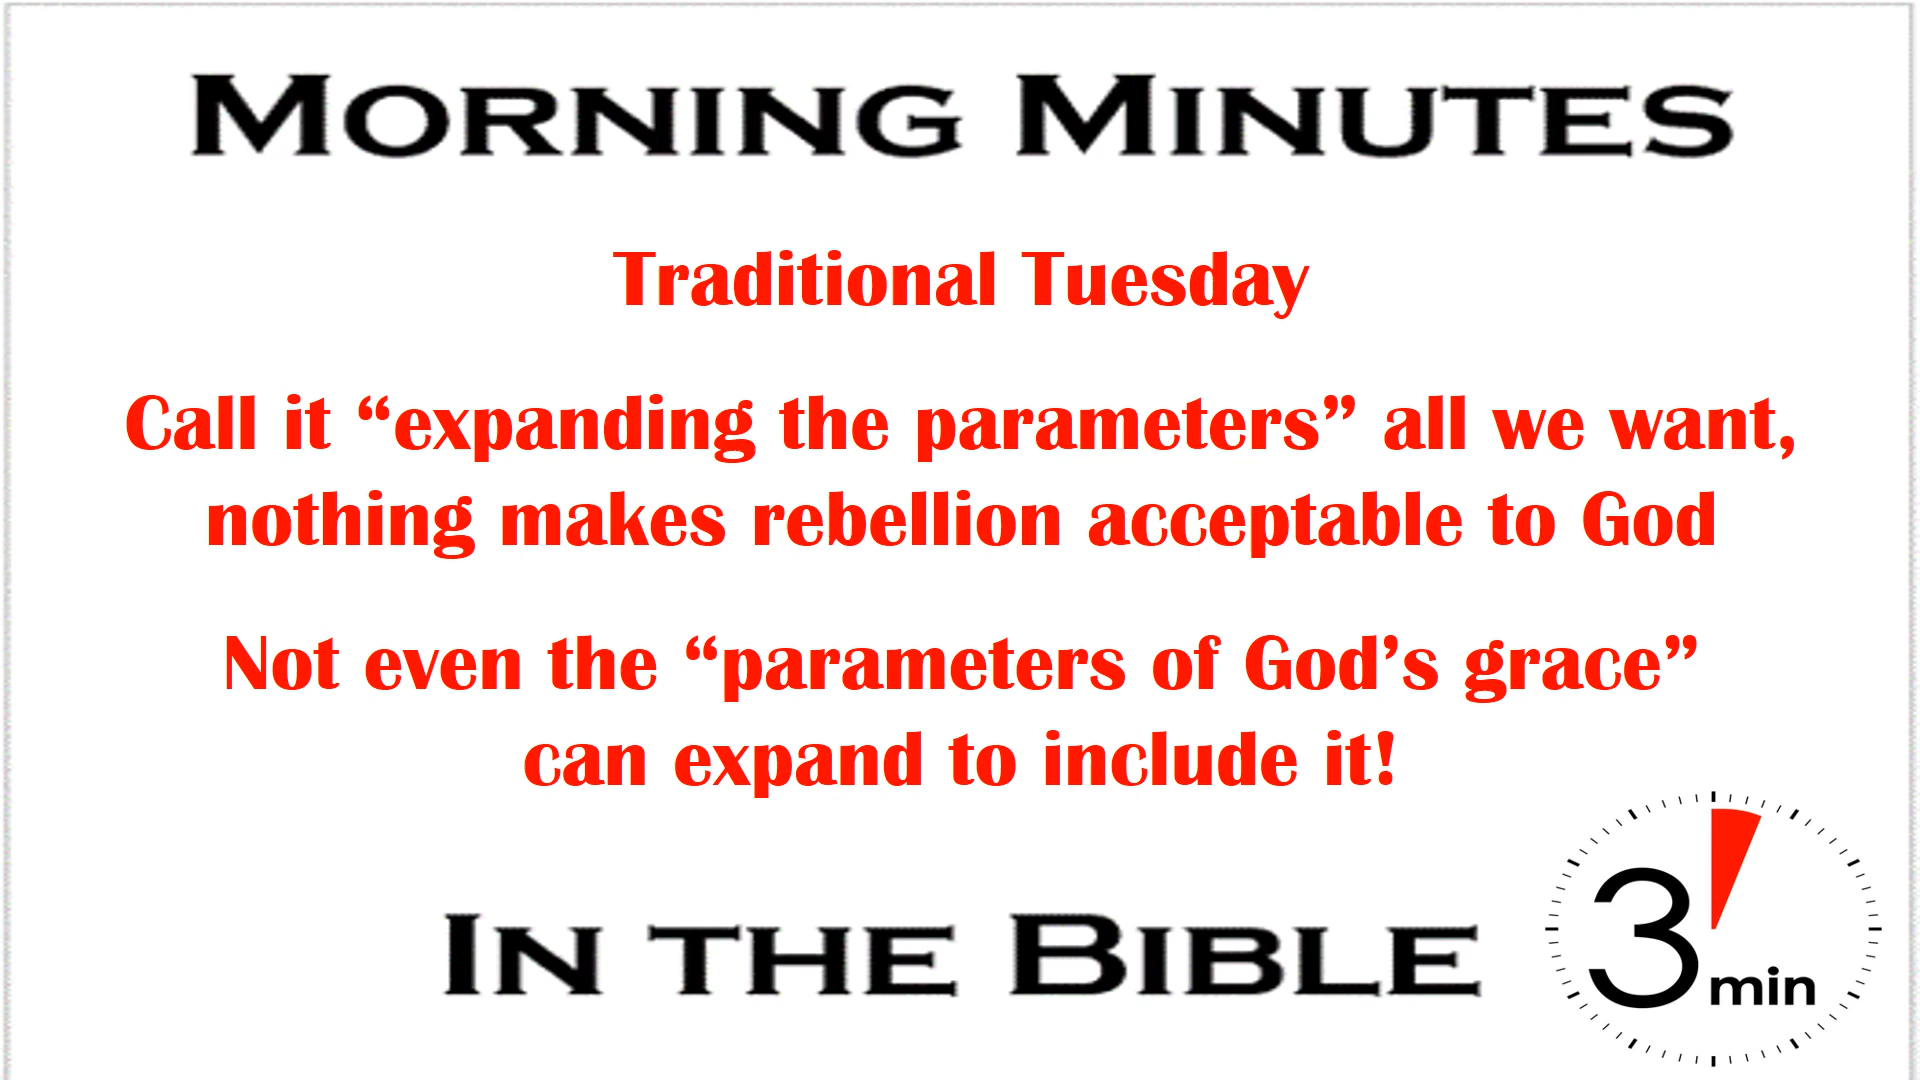 MORNING MINUTES
Traditional Tuesday
Call it “expanding the parameters” all we want,
nothing makes rebellion acceptable to God
Not even the “parameters of God’s grace”
can expand to include it!
IN THE BIBLE
3 min